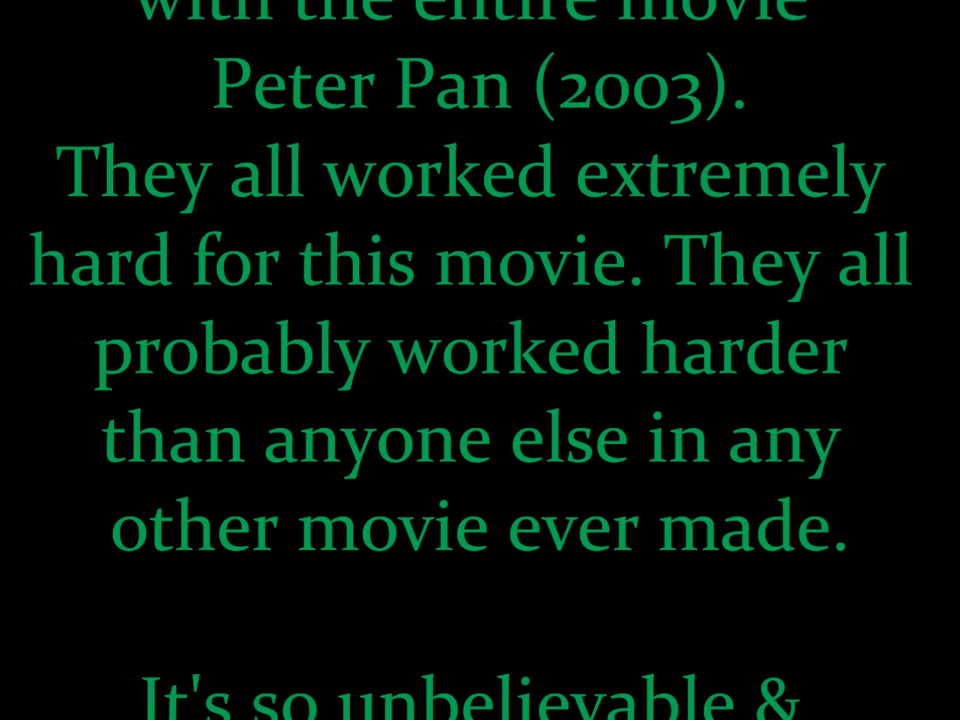 with the entire movie
Peter Pan (2003).
They all worked extremely
hard for this movie. They all
probably worked harder
than anyone else in any
other movie ever made.
It's so unbelievable &